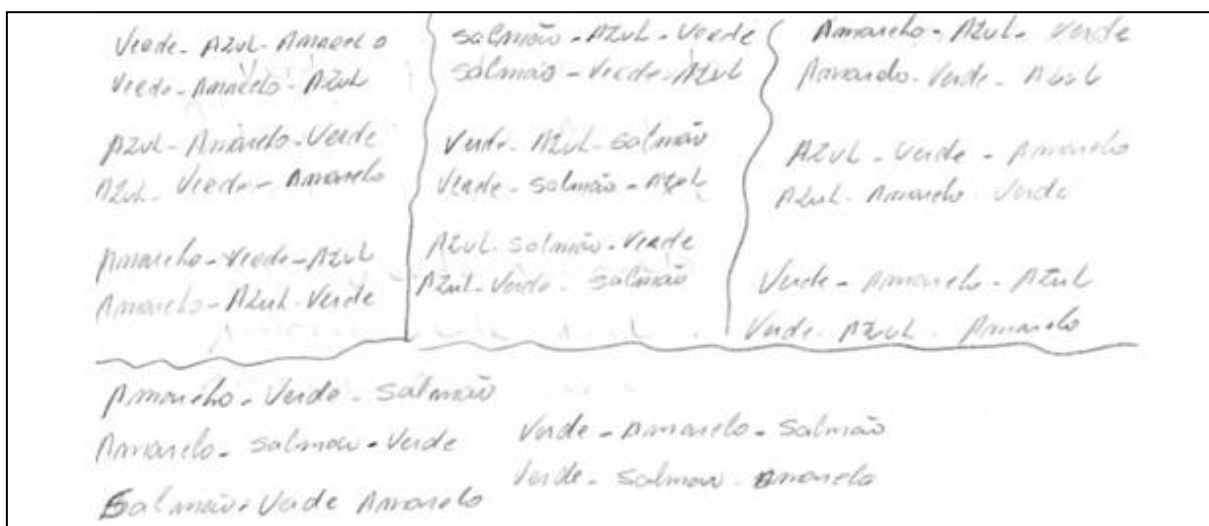 Verde - Azul - Amarelo
Verde - Amarelo - Azul
Azul - Amarelo - Verde
Azul - Verde - Amarelo
Amarelo - Verde - Azul
Amarelo - Azul - Verde
Salmão - Azul - Verde
Salmão - Verde - Azul
Verde - Azul - Salmão
Verde - Salmão - Azul
Azul - Salmão - Verde
Azul - Verde - Salmão
Amarelo - Azul - Verde
Amarelo - Verde - Azul
Azul - Verde - Amarelo
Azul - Amarelo - Verde
Verde - Amarelo - Azul
Verde - Azul - Amarelo
Amarelo - Verde - Salmão
Amarelo - Salmou - Verde
Salmão - Verde Amarelo
Verde - Amarelo - Salmão
Verde - Salmou - Amarelo